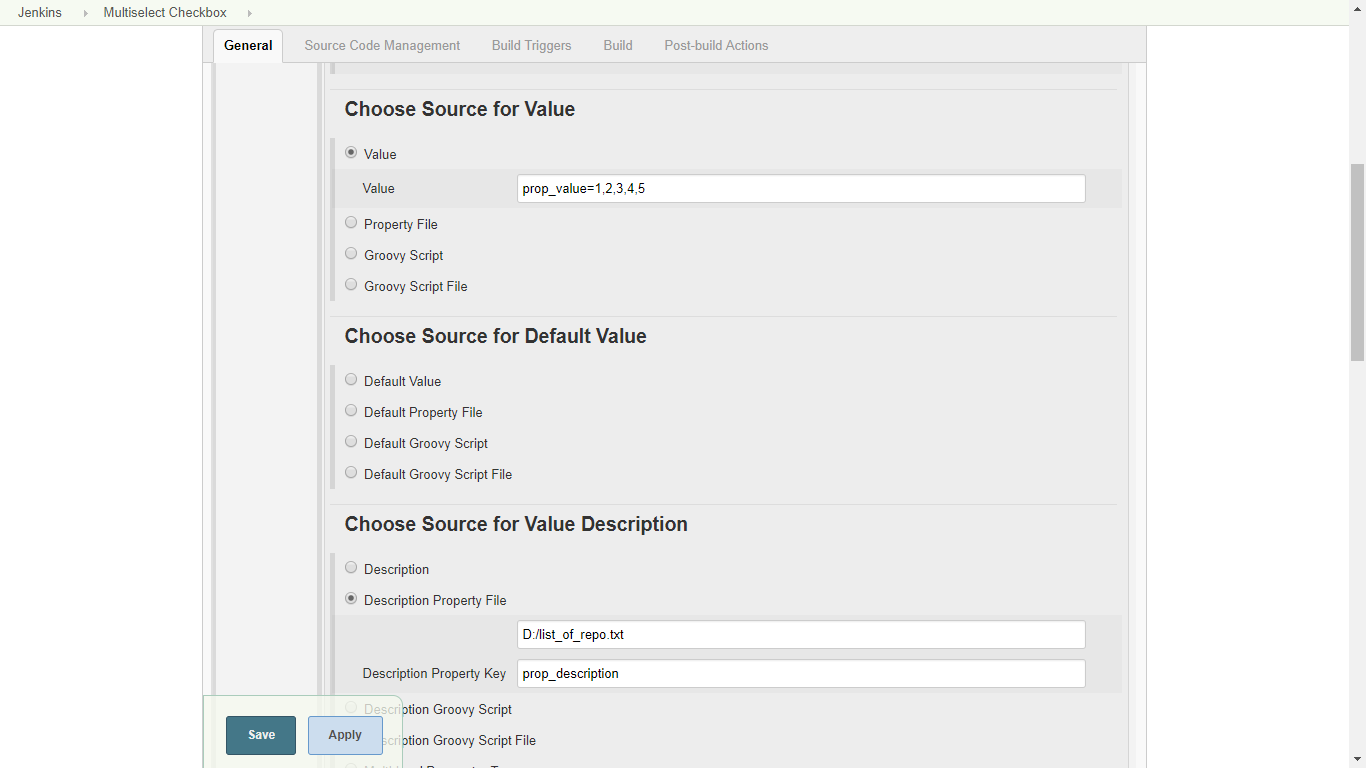 Jenkins Multiselect Checkbox
General Source Code Management Build Triggers Build Post-build Actions
Choose Source for Value
Value
Value prop_value=1,2,3,4,5
Property File
Groovy Script
Groovy Script File
Choose Source for Default Value
Default Value
Default Property File
Default Groovy Script
Default Groovy Script File
Choose Source for Value Description
Description
Description Property File
D:/list_of_repo.txt
Description Property Key prop_description
Description Groovy Script
Save Apply
Description Groovy Script File